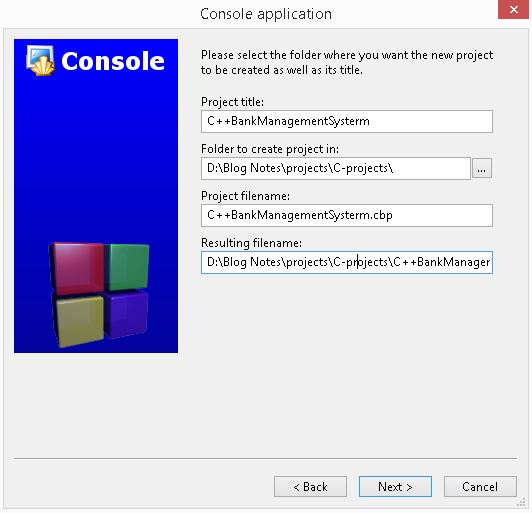 Console application
Console
Please select the folder where you want the new project
to be created as well as its title.
Project title:
C++BankManagementSysterm
Folder to create project in:
D:\Blog Notes\projects\C-projects\
...
Project filename:
C++BankManagementSysterm.cbp
Resulting filename:
D:\Blog Notes\projects\C-projects\C++BankManager
< Back
Next >
Cancel